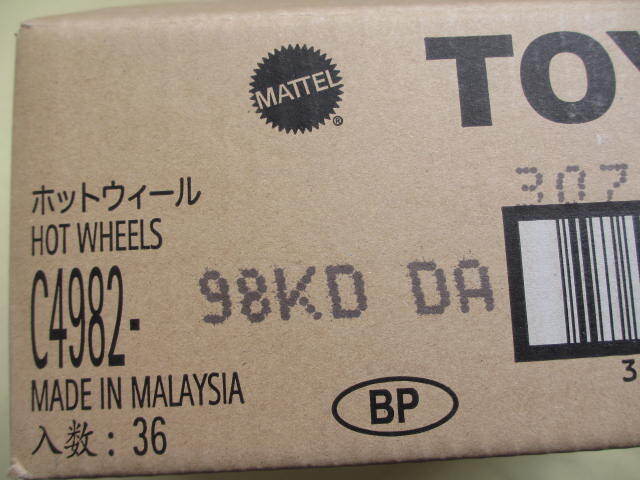 MATTEL®
TOY
307
ホットウィール
HOT WHEELS
98KD DA
C4982-
3
MADE IN MALAYSIA
BP
入数：36